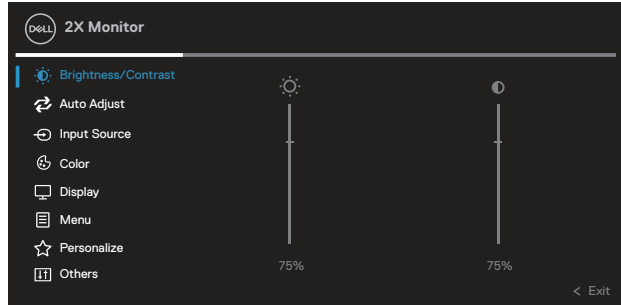 DELL 2X Monitor
Brightness/Contrast
Auto Adjust
Input Source
Color
Display
Menu
Personalize
Others
75% 75%
< Exit